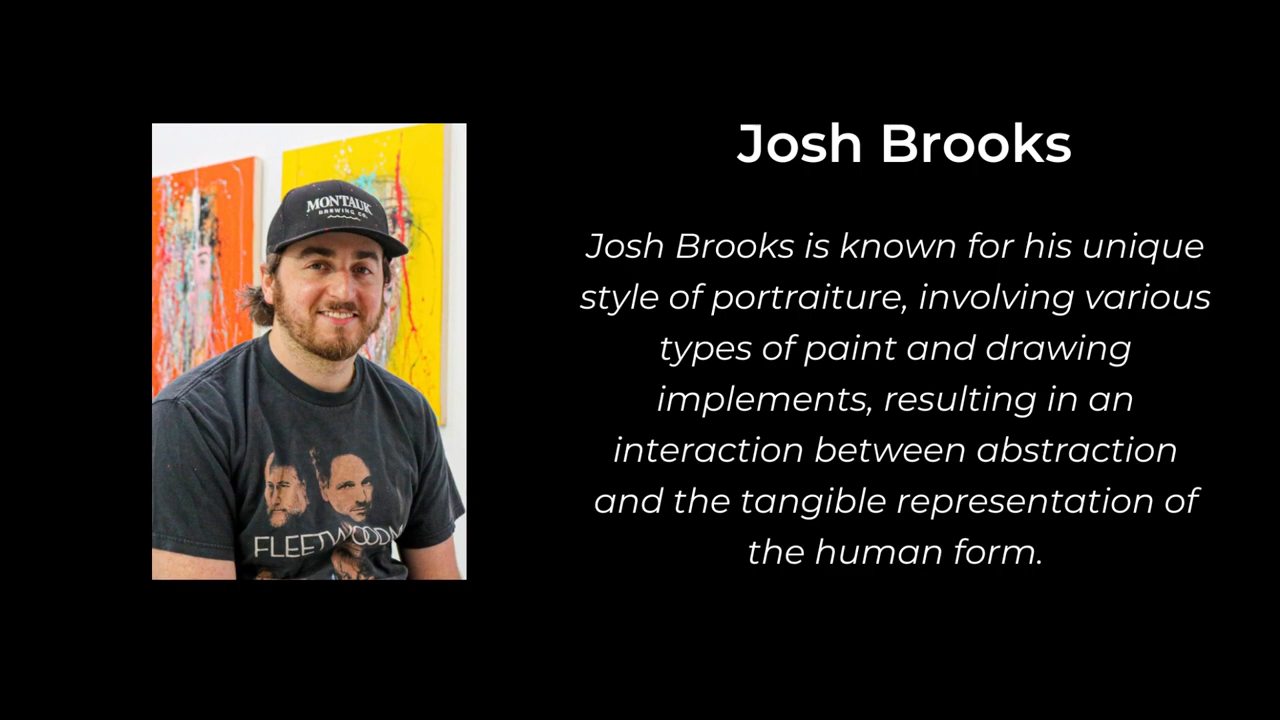 Josh Brooks
Josh Brooks is known for his unique
style of portraiture, involving various
types of paint and drawing
implements, resulting in an
interaction between abstraction
and the tangible representation of
the human form.
MONTAUK
BREWING CO.
FLEETWOOD